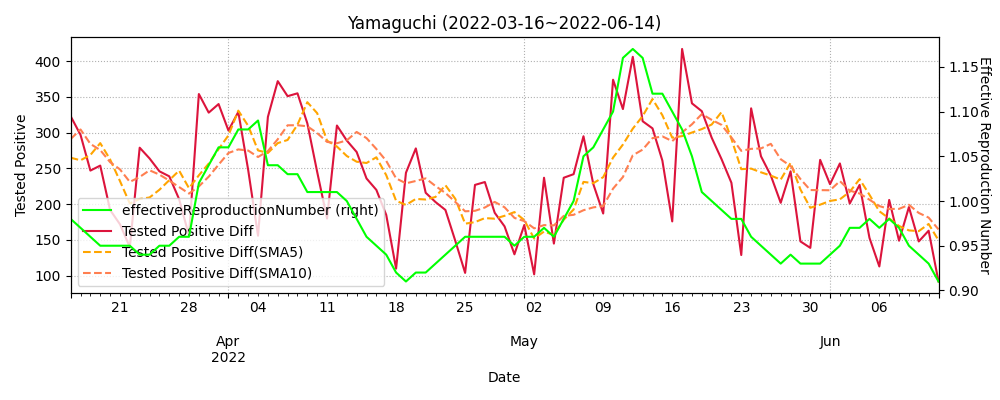 Yamaguchi (2022-03-16~2022-06-14)
400
350
300
250
200
150
100
Tested Positive
1.15
1.10
1.05
1.00
0.95
0.90
Effective Reproduction Number
effectiveReproductionNumber (right)
Tested Positive Diff
Tested Positive Diff(SMA5)
Tested Positive Diff(SMA10)
21 28 04 11 18 25 02 09 16 23 30 06
Apr May Jun
2022
Date